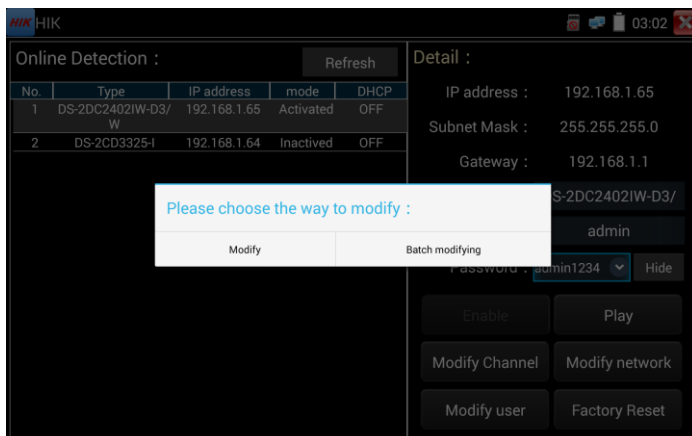 HIK HIK 03:02
Online Detection : Refresh
No. Type IP address mode DHCP
1 DS-2DC2402IW-D3/W 192.168.1.65 Activated OFF
2 DS-2CD3325-I 192.168.1.64 Inactived OFF
Detail :
IP address : 192.168.1.65
Subnet Mask : 255.255.255.0
Gateway : 192.168.1.1
S-2DC2402IW-D3/
admin
Password : admin1234 Hide
Please choose the way to modify :
Modify Batch modifying
Enable Play
Modify Channel Modify network
Modify user Factory Reset